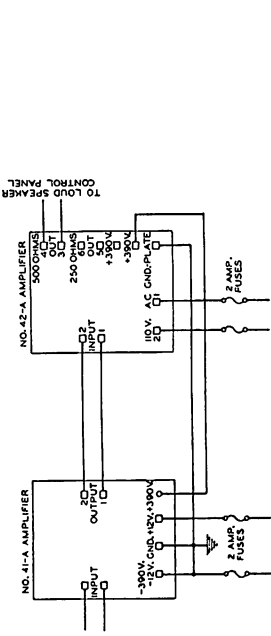 TO LOUD SPEAKER
CONTROL PANEL
NO. 42-A AMPLIFIER
500 OHMS
4
OUT
3
250 OHMS
6
OUT
5
+390V.
+390V.
GND.-PLATE
2
INPUT
1
110 V. AC
2
1
2 AMP.
FUSES
NO. 41-A AMPLIFIER
INPUT
2
OUTPUT
1
-390V.
-12V. GND. +12V. +390V.
2 AMP.
FUSES